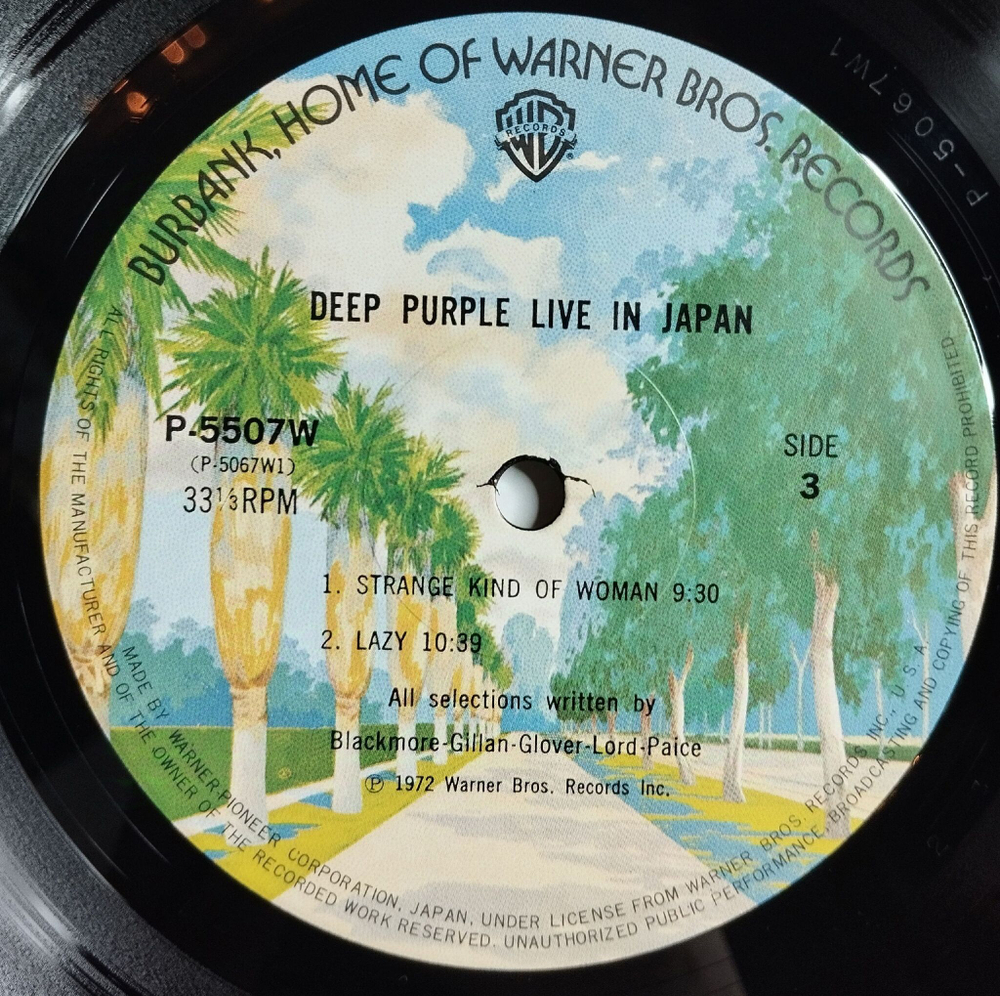 BURBANK, HOME OF WARNER BROS. RECORDS
WB
RECORDS
®
DEEP PURPLE LIVE IN JAPAN
P-5507W
(P-5067W1)
33⅓RPM
SIDE
3
1. STRANGE KIND OF WOMAN 9:30
2. LAZY 10:39
All selections written by
Blackmore-Gillan-Glover-Lord-Paice
Ⓟ 1972 Warner Bros. Records Inc.
MADE BY WARNER-PIONEER CORPORATION, JAPAN, UNDER LICENSE FROM WARNER BROS. RECORDS INC., U.S.A.
ALL RIGHTS OF THE MANUFACTURER AND OF THE OWNER OF THE RECORDED WORK RESERVED. UNAUTHORIZED PUBLIC PERFORMANCE, BROADCASTING AND COPYING OF THIS RECORD PROHIBITED.
P-5067W1